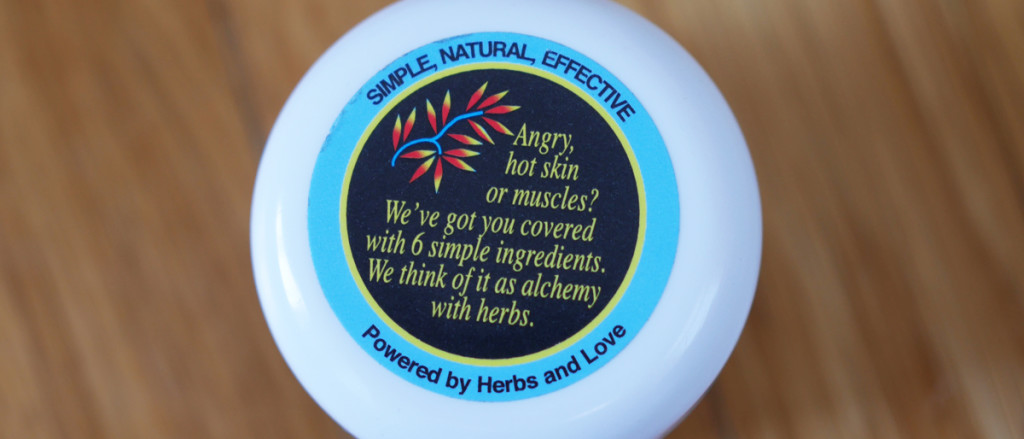 SIMPLE, NATURAL, EFFECTIVE
Angry,
hot skin
or muscles?
We've got you covered
with 6 simple ingredients.
We think of it as alchemy
with herbs.
Powered by Herbs and Love